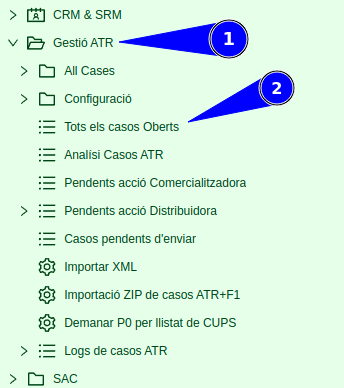 CRM & SRM
Gestió ATR
1
All Cases
Configuració
2
Tots els casos Oberts
Analísi Casos ATR
Pendents acció Comercialitzadora
Pendents acció Distribuidora
Casos pendents d'enviar
Importar XML
Importació ZIP de casos ATR+F1
Demanar P0 per llistat de CUPS
Logs de casos ATR
SAC